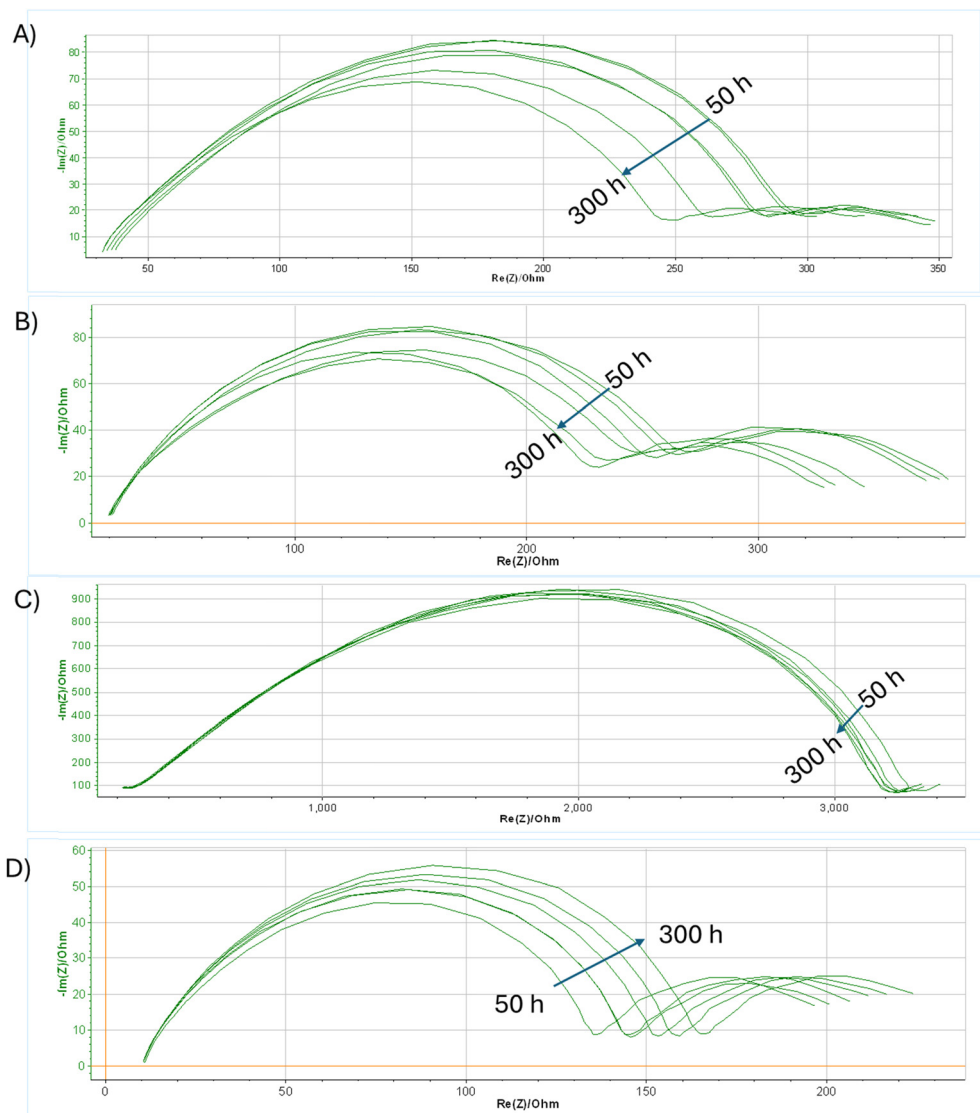 A)
-Im(Z)/Ohm
80
70
60
50
40
30
20
10
50 h
300 h
50 100 150 200 250 300 350
Re(Z)/Ohm
B)
-Im(Z)/Ohm
80
60
40
20
0
50 h
300 h
100 200 300
Re(Z)/Ohm
C)
-Im(Z)/Ohm
900
800
700
600
500
400
300
200
100
50 h
300 h
1,000 2,000 3,000
Re(Z)/Ohm
D)
-Im(Z)/Ohm
60
50
40
30
20
10
0
300 h
50 h
0 50 100 150 200
Re(Z)/Ohm